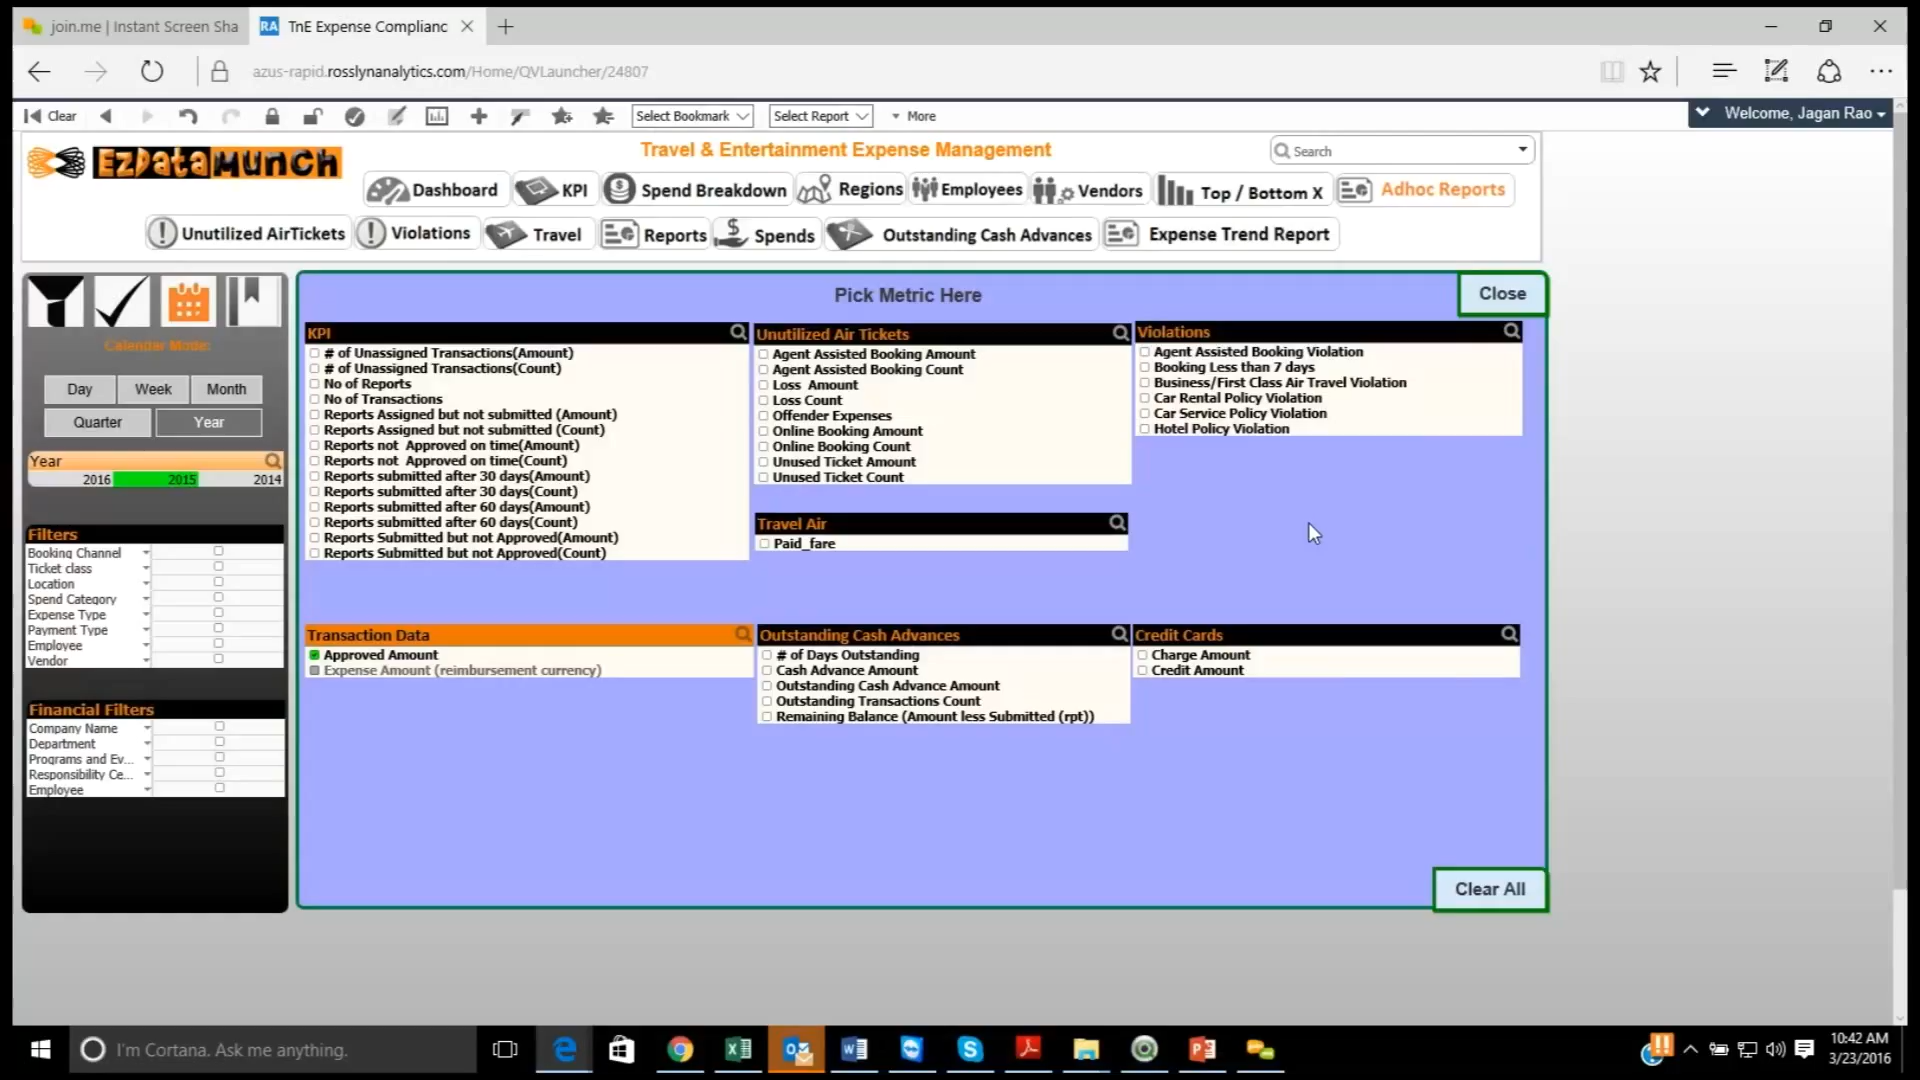 join.me | Instant Screen Sha
RA TnE Expense Complianc
azus-rapid.rosslynanalytics.com/Home/QVLauncher/24807
Clear
Select Bookmark
Select Report
More
Welcome, Jagan Rao
EzDataMunch
Travel & Entertainment Expense Management
Search
Dashboard
KPI
Spend Breakdown
Regions
Employees
Vendors
Top / Bottom X
Adhoc Reports
Unutilized AirTickets
Violations
Travel
Reports
Spends
Outstanding Cash Advances
Expense Trend Report
Calendar Mode:
Day
Week
Month
Quarter
Year
Year
2016
2015
2014
Filters
Booking Channel
Ticket class
Location
Spend Category
Expense Type
Payment Type
Employee
Vendor
Financial Filters
Company Name
Department
Programs and Ev...
Responsibility Ce...
Employee
Pick Metric Here
Close
KPI
# of Unassigned Transactions(Amount)
# of Unassigned Transactions(Count)
No of Reports
No of Transactions
Reports Assigned but not submitted (Amount)
Reports Assigned but not submitted (Count)
Reports not Approved on time(Amount)
Reports not Approved on time(Count)
Reports submitted after 30 days(Amount)
Reports submitted after 30 days(Count)
Reports submitted after 60 days(Amount)
Reports submitted after 60 days(Count)
Reports Submitted but not Approved(Amount)
Reports Submitted but not Approved(Count)
Unutilized Air Tickets
Agent Assisted Booking Amount
Agent Assisted Booking Count
Loss Amount
Loss Count
Offender Expenses
Online Booking Amount
Online Booking Count
Unused Ticket Amount
Unused Ticket Count
Violations
Agent Assisted Booking Violation
Booking Less than 7 days
Business/First Class Air Travel Violation
Car Rental Policy Violation
Car Service Policy Violation
Hotel Policy Violation
Travel Air
Paid_fare
Transaction Data
Approved Amount
Expense Amount (reimbursement currency)
Outstanding Cash Advances
# of Days Outstanding
Cash Advance Amount
Outstanding Cash Advance Amount
Outstanding Transactions Count
Remaining Balance (Amount less Submitted (rpt))
Credit Cards
Charge Amount
Credit Amount
Clear All
I'm Cortana. Ask me anything.
10:42 AM
3/23/2016